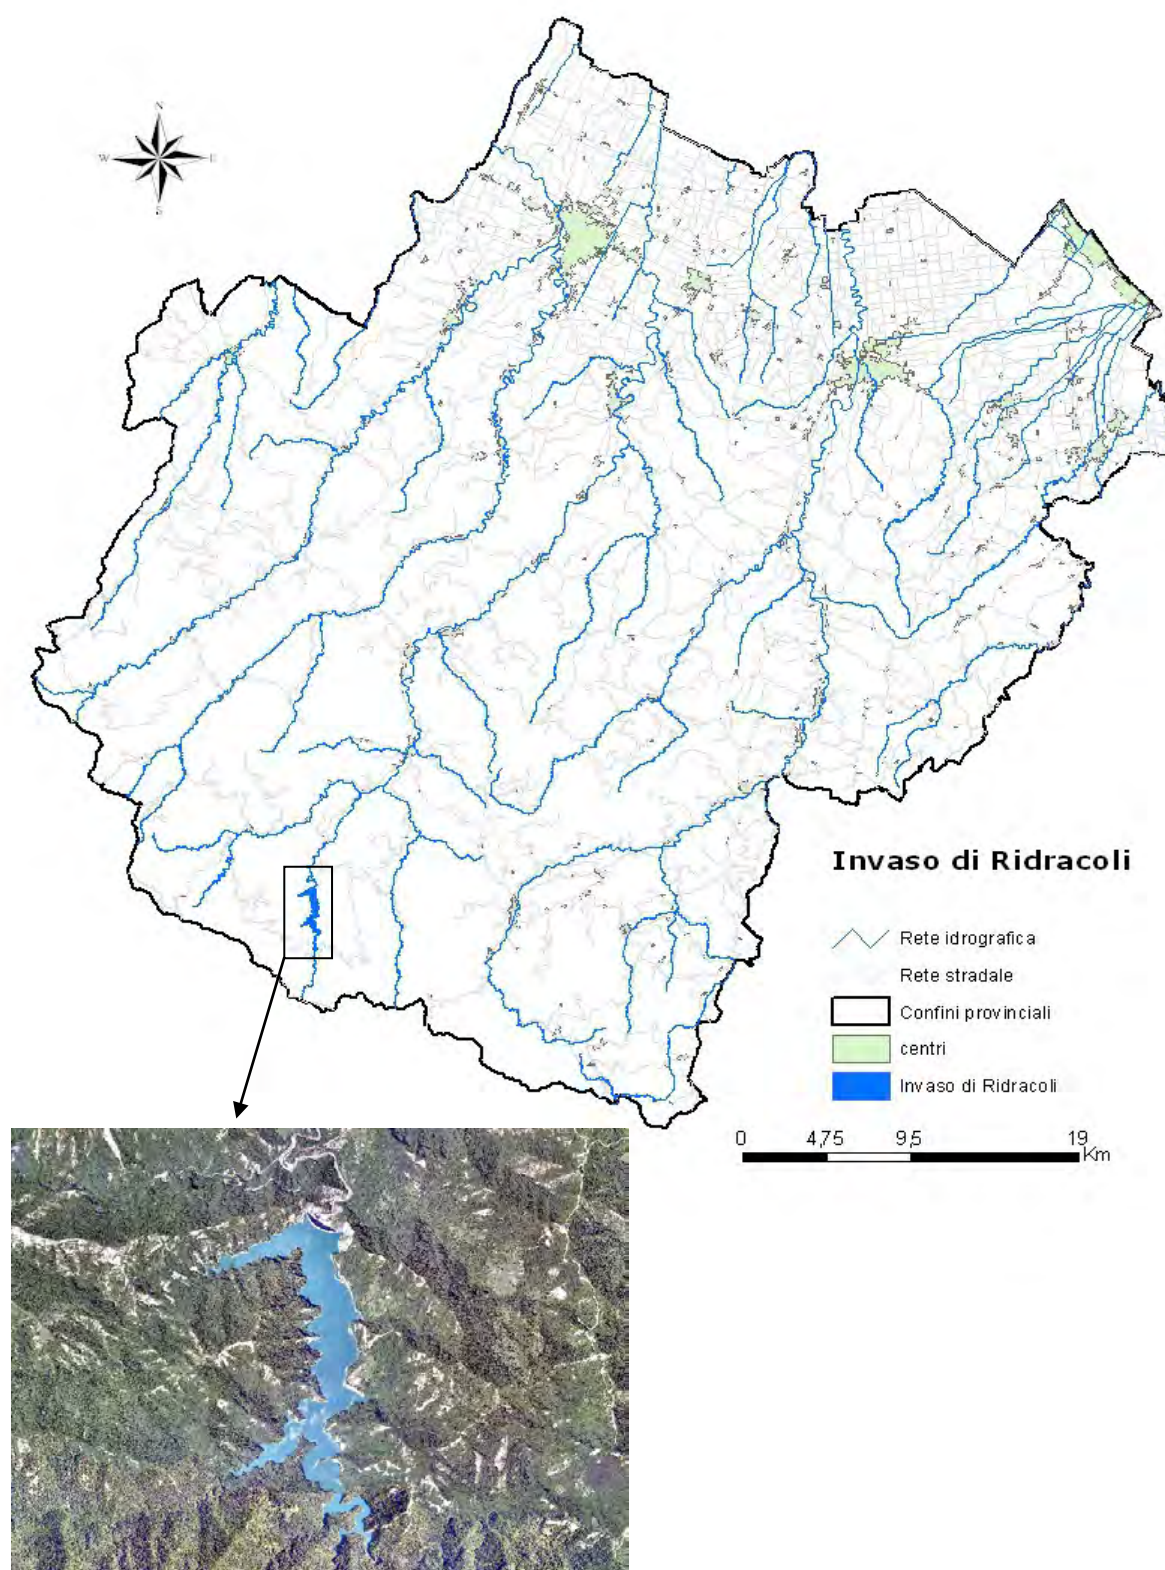 N
W E
S
Invaso di Ridracoli
Rete idrografica
Rete stradale
Confini provinciali
centri
Invaso di Ridracoli
0 4,75 9,5 19
Km